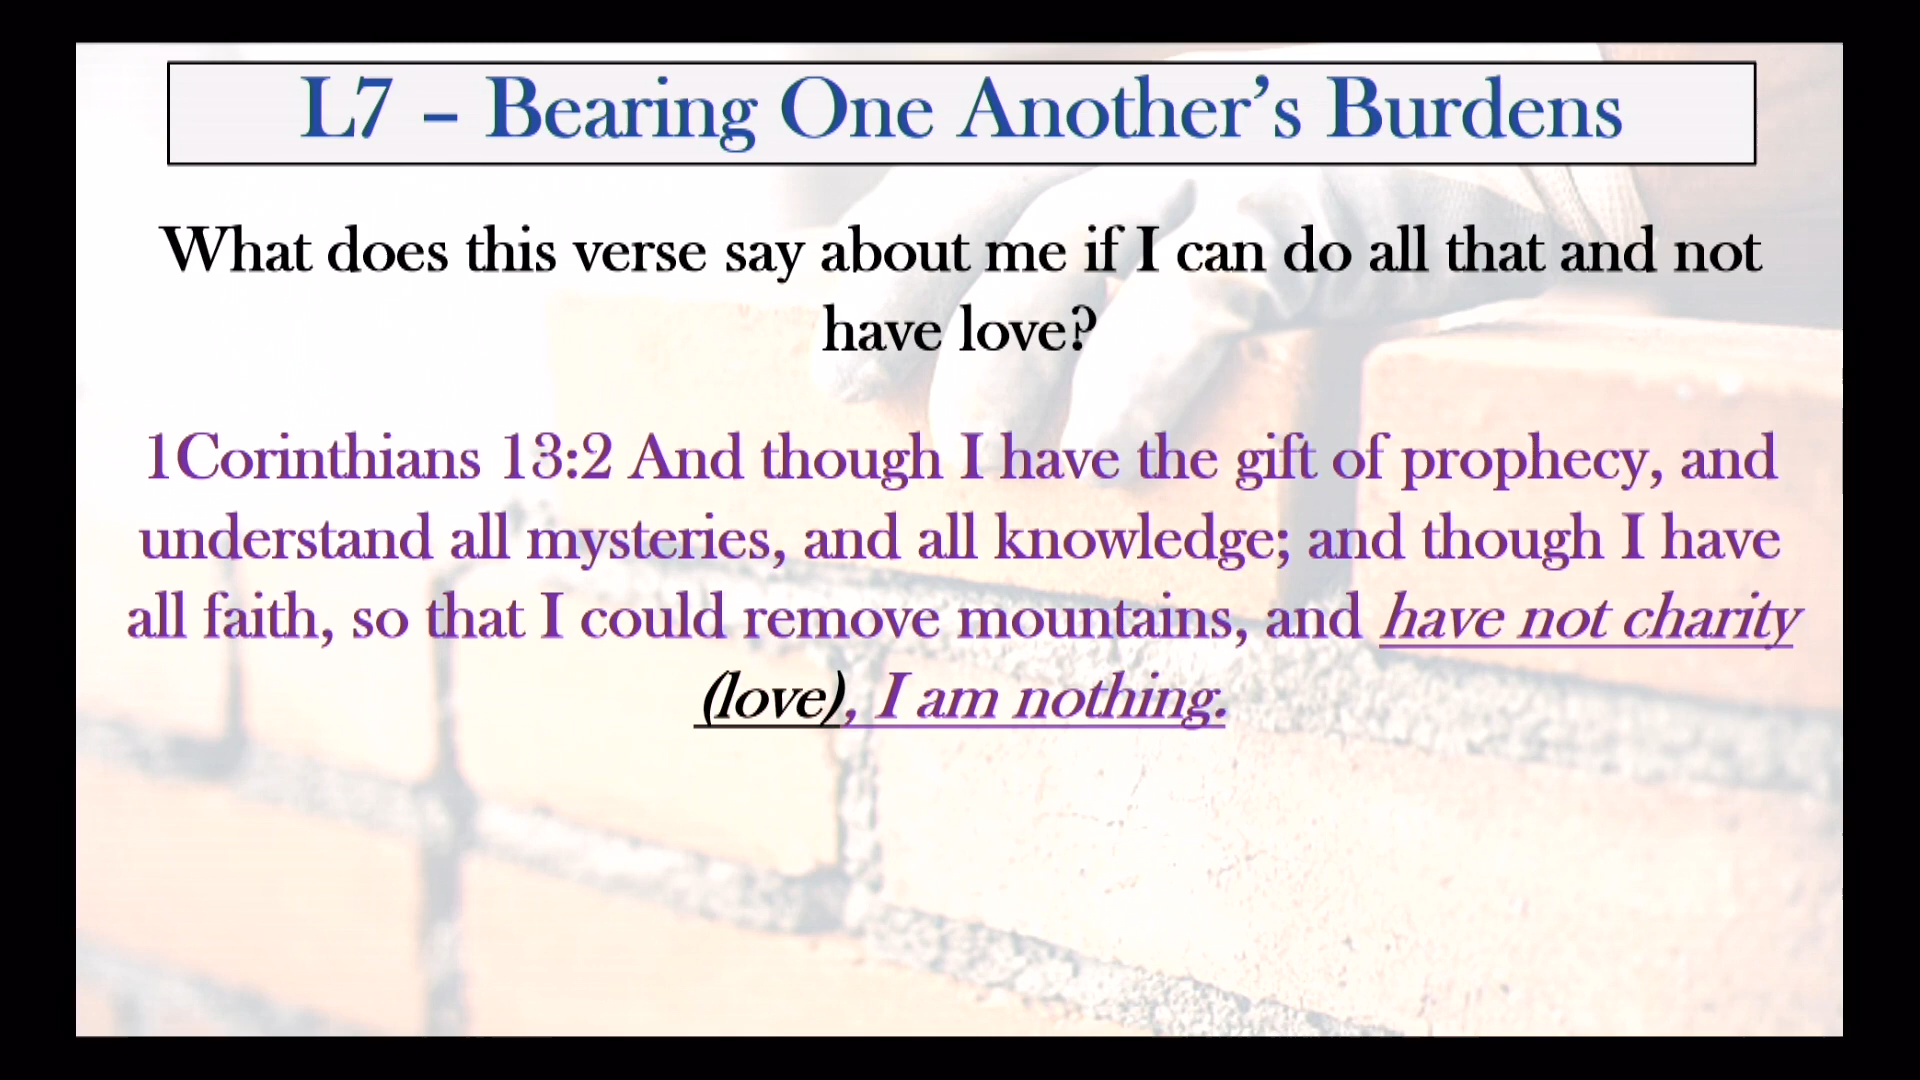 L7 – Bearing One Another’s Burdens
What does this verse say about me if I can do all that and not
have love?
1Corinthians 13:2 And though I have the gift of prophecy, and
understand all mysteries, and all knowledge; and though I have
all faith, so that I could remove mountains, and have not charity
(love), I am nothing.